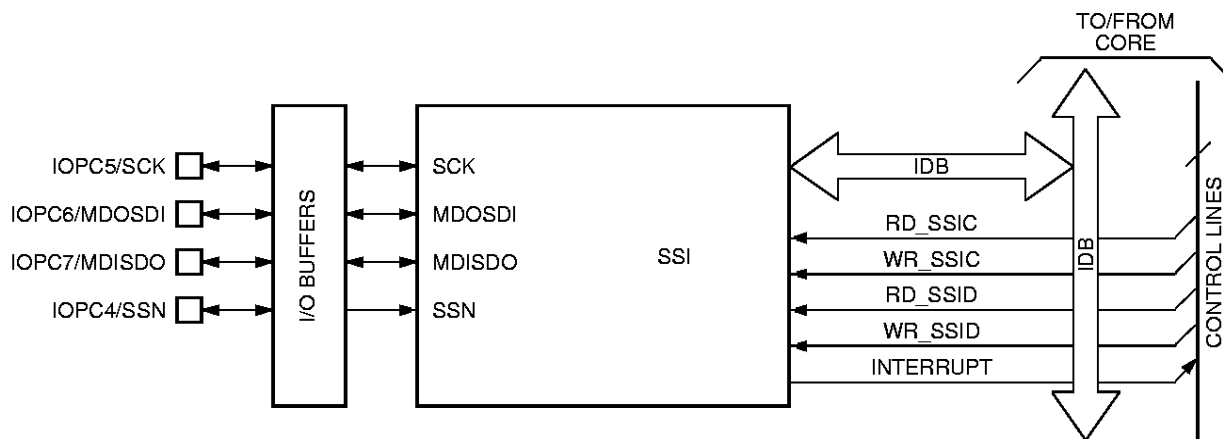 TO/FROM
CORE
IOPC5/SCK
SCK
IDB
IOPC6/MDOSDI
MDOSDI
IOPC7/MDISDO
MDISDO
IOPC4/SSN
SSN
I/O BUFFERS
SSI
RD_SSIC
WR_SSIC
RD_SSID
WR_SSID
INTERRUPT
IDB
CONTROL LINES